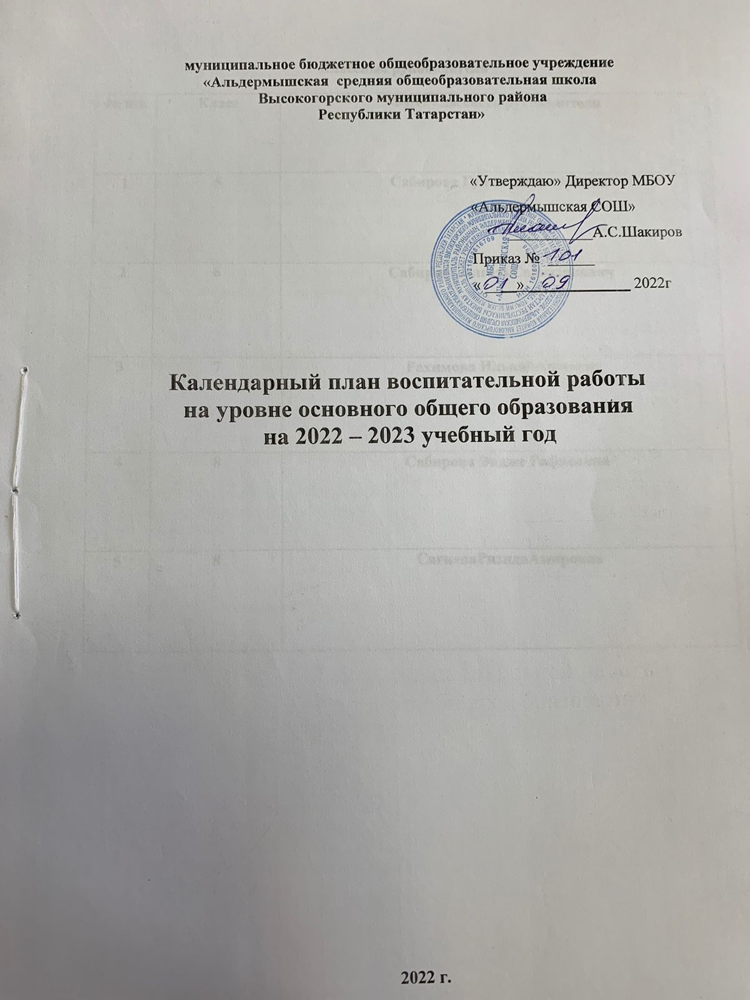 муниципальное бюджетное общеобразовательное учреждение
«Альдермышская средняя общеобразовательная школа
Высокогорского муниципального района
Республики Татарстан»
«Утверждаю» Директор МБОУ
«Альдермышская СОШ»
____________А.С.Шакиров
Приказ № 101
«01» 09 2022г
Календарный план воспитательной работы
на уровне основного общего образования
на 2022 – 2023 учебный год
2022 г.